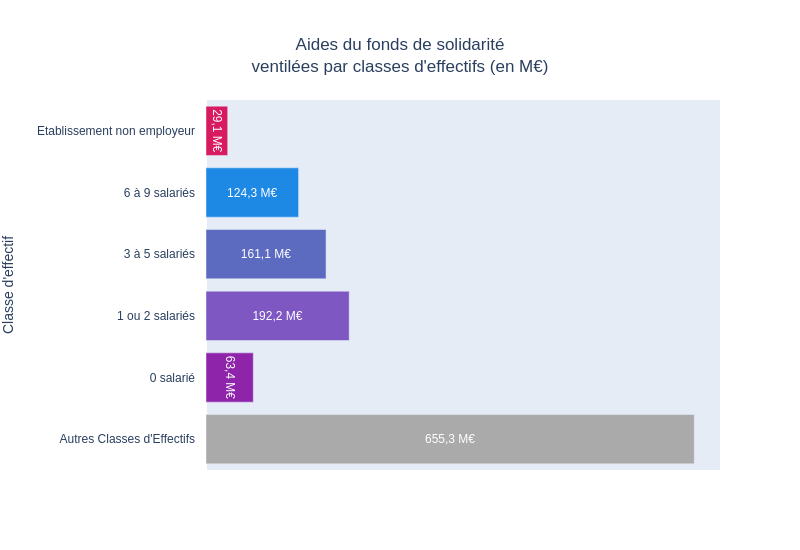 Aides du fonds de solidarité
ventilées par classes d'effectifs (en M€)
Classe d'effectif
Etablissement non employeur
29,1 M€
6 à 9 salariés
124,3 M€
3 à 5 salariés
161,1 M€
1 ou 2 salariés
192,2 M€
0 salarié
63,4 M€
Autres Classes d'Effectifs
655,3 M€